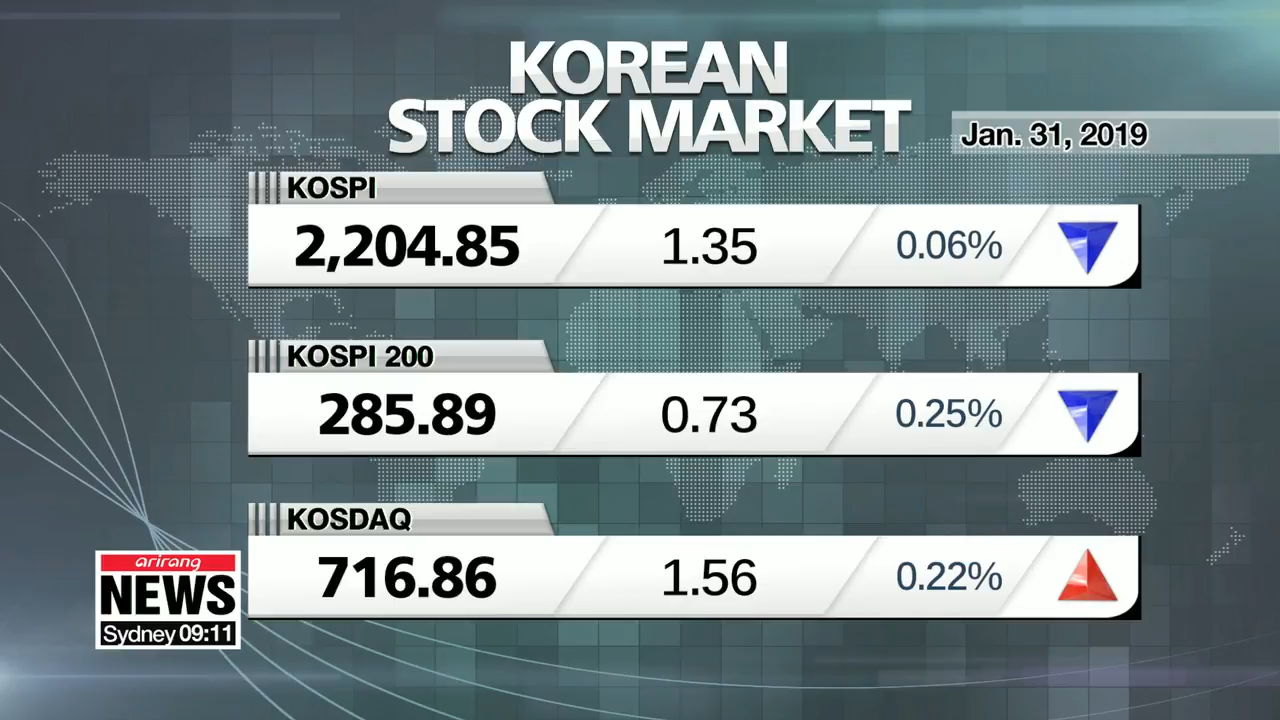 KOREAN
STOCK MARKET
Jan. 31, 2019
KOSPI
2,204.85 1.35 0.06%
KOSPI 200
285.89 0.73 0.25%
KOSDAQ
716.86 1.56 0.22%
arirang
NEWS
Sydney 09:11